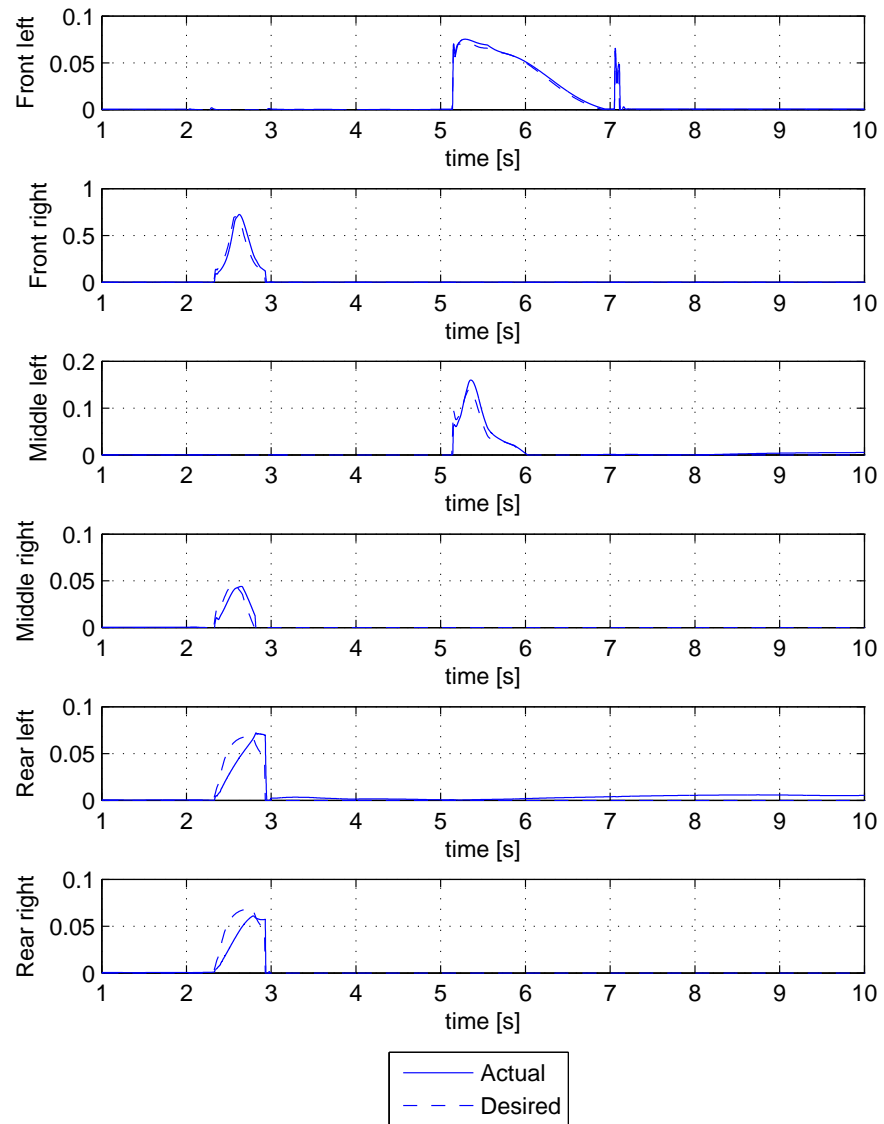 Front left
0.1
0.05
0
1 2 3 4 5 6 7 8 9 10
time [s]
Front right
1
0.5
0
1 2 3 4 5 6 7 8 9 10
time [s]
Middle left
0.2
0.1
0
1 2 3 4 5 6 7 8 9 10
time [s]
Middle right
0.1
0.05
0
1 2 3 4 5 6 7 8 9 10
time [s]
Rear left
0.1
0.05
0
1 2 3 4 5 6 7 8 9 10
time [s]
Rear right
0.1
0.05
0
1 2 3 4 5 6 7 8 9 10
time [s]
Actual
Desired